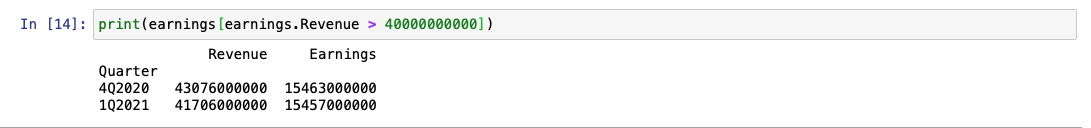 In [14]: print(earnings[earnings.Revenue > 40000000000])
Revenue Earnings
Quarter
4Q2020 43076000000 15463000000
1Q2021 41706000000 15457000000